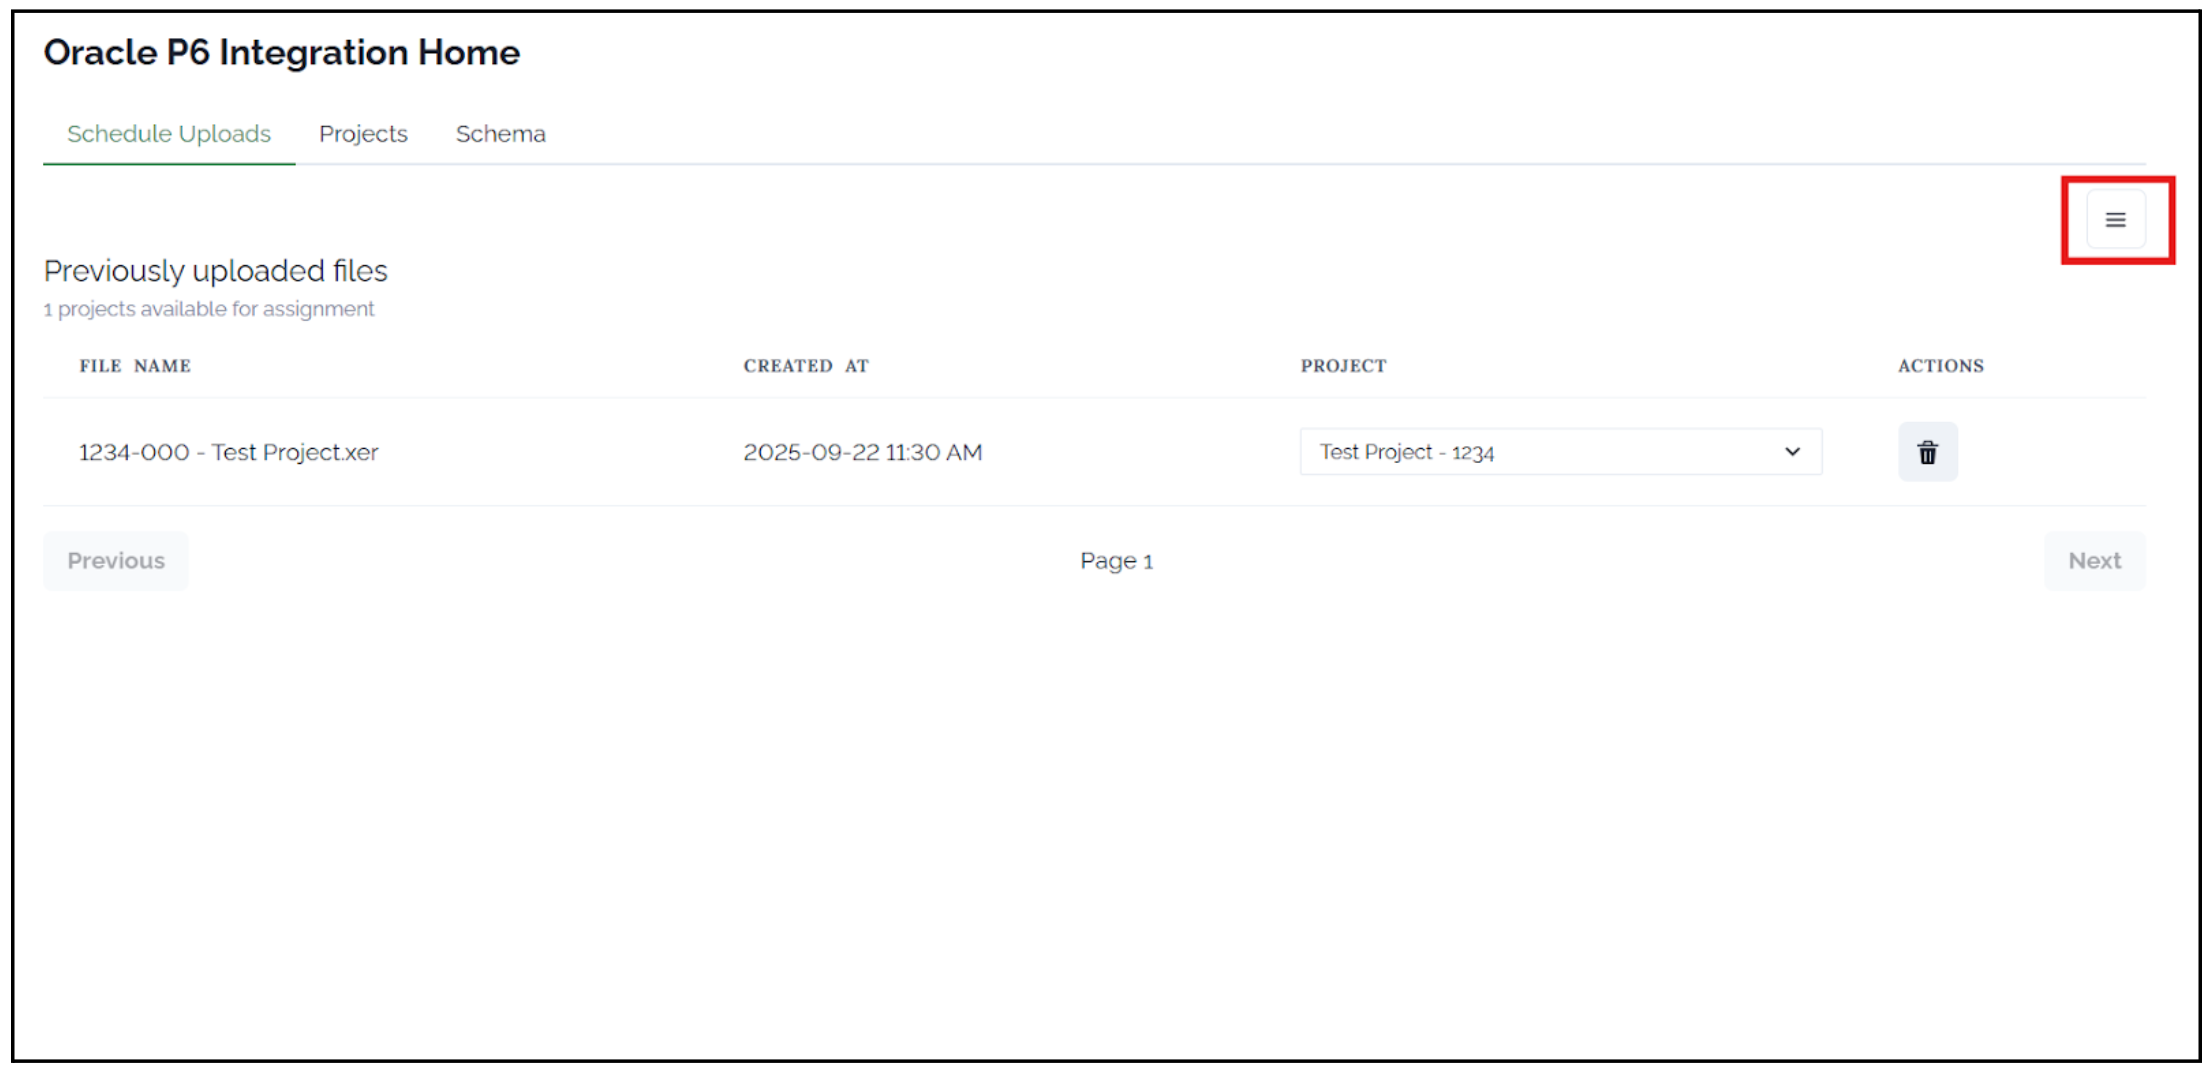 Oracle P6 Integration Home
Schedule Uploads Projects Schema
Previously uploaded files
1 projects available for assignment
FILE NAME CREATED AT PROJECT ACTIONS
1234-000 - Test Project.xer 2025-09-22 11:30 AM Test Project - 1234
Previous Page 1 Next